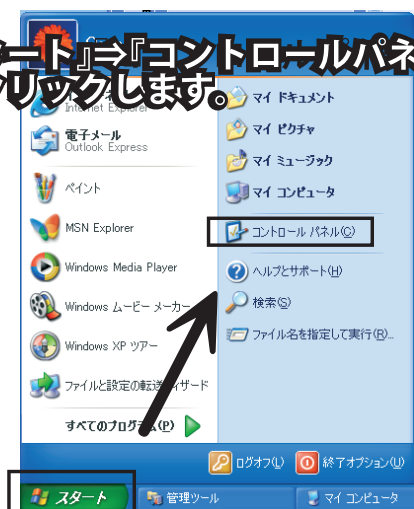 ート』⇒『コントロールパネ
リックします。
Internet Explorer
電子メール
Outlook Express
ペイント
MSN Explorer
Windows Media Player
Windows ムービー メーカー
Windows XP ツアー
ファイルと設定の転送ウィザード
すべてのプログラム(P)
マイ ドキュメント
マイ ピクチャ
マイ ミュージック
マイ コンピュータ
コントロール パネル(C)
ヘルプとサポート(H)
検索(S)
ファイル名を指定して実行(R)...
ログオフ(L)
終了オプション(U)
スタート
管理ツール
マイ コンピュータ